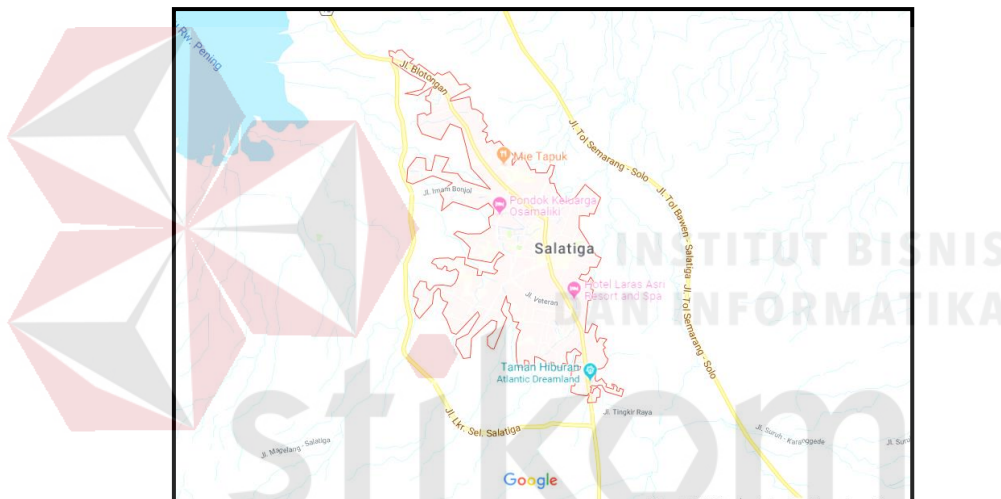 Rw. Pening
Jl. Blotongan
Jl. Tol Semarang - Solo
Mie Tapuk
Jl. Imam Bonjol
Pondok Keluarga
Osamaliki
Jl. Tol Bawen - Salatiga
Salatiga
INSTITUT BISNIS
DAN INFORMATIKA
Hotel Laras Asri
Resort and Spa
Jl. Veteran
Jl. Tol Semarang - Solo
Taman Hiburan
Atlantic Dreamland
Jl. Tingkir Raya
Jl. Lkr. Sel. Salatiga
Jl. Magelang - Salatiga
Jl. Suruh - Karanggede
stikom
Google